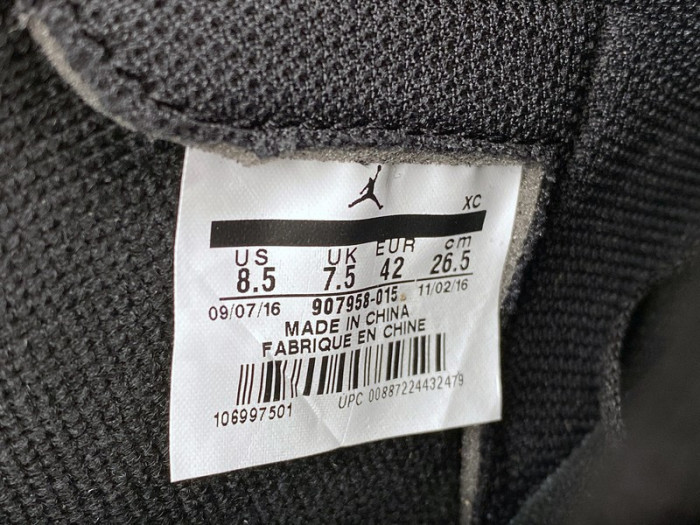 XC
US UK EUR cm
8.5 7.5 42 26.5
09/07/16 907958-015 11/02/16
MADE IN CHINA
FABRIQUE EN CHINE
106997501 UPC 00887224432479